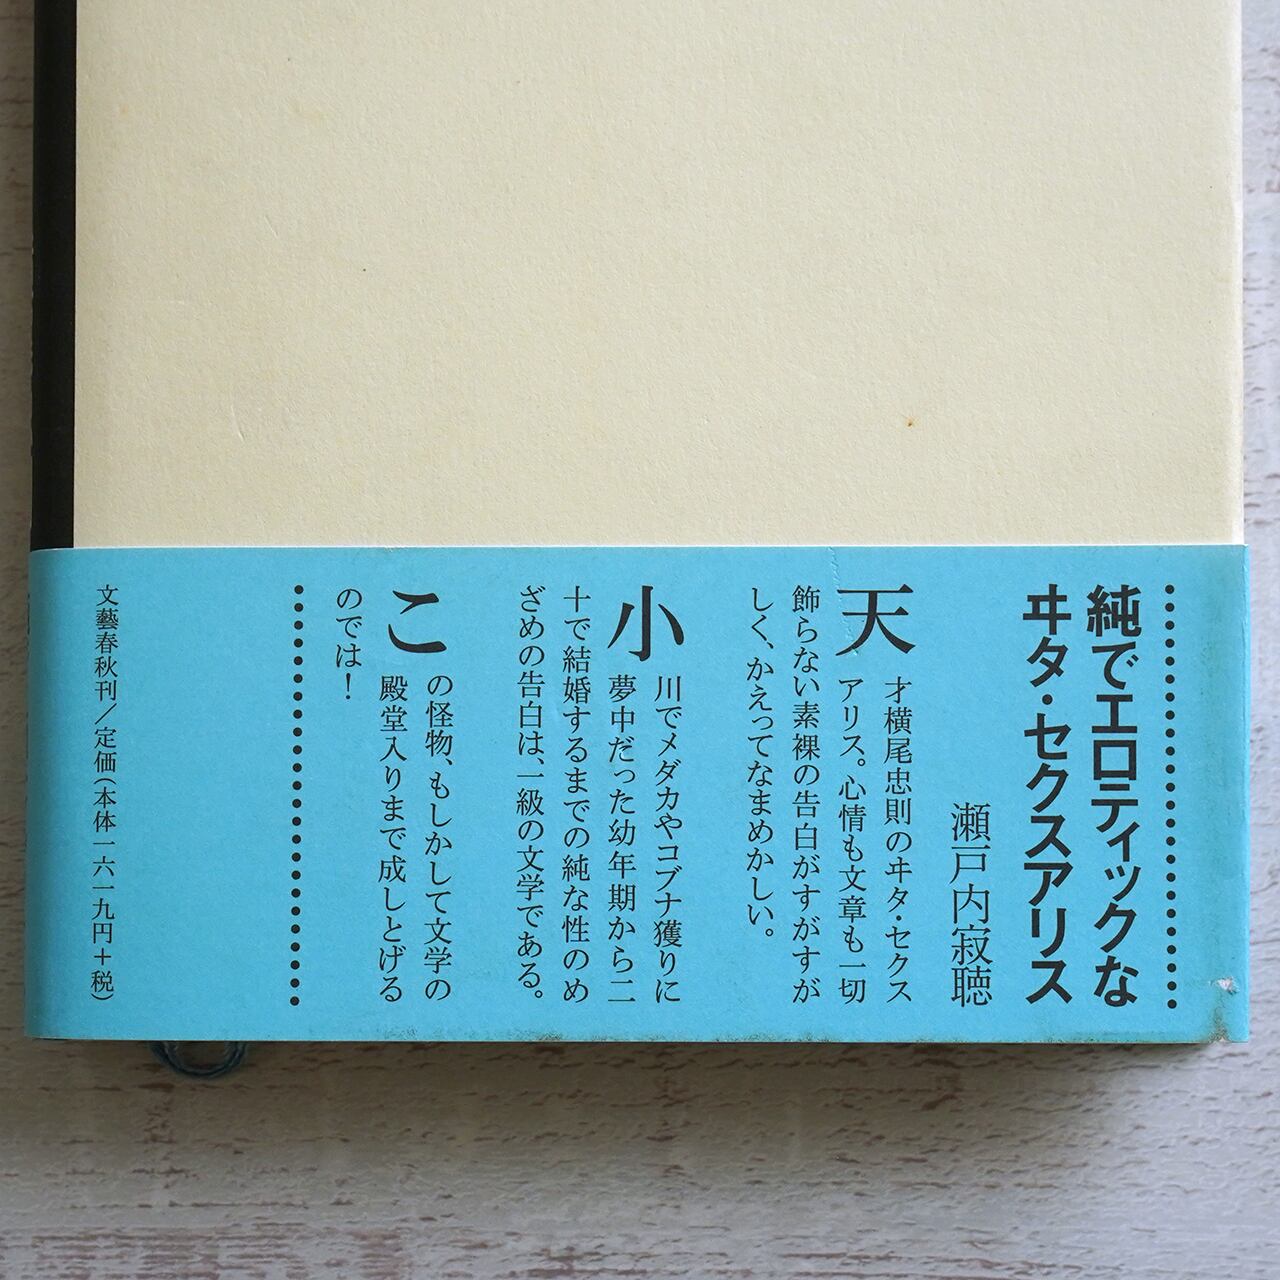 純でエロティックな
ヰタ・セクスアリス
瀬戸内寂聴
天才横尾忠則のヰタ・セクス
アリス。心情も文章も一切
飾らない素裸の告白がすがすが
しく、かえってなまめかしい。
小川でメダカやコブナ獲りに
夢中だった幼年期から二
十で結婚するまでの純な性のめ
ざめの告白は、一級の文学である。
この怪物、もしかして文学の
殿堂入りまで成しとげる
のでは！
文藝春秋刊／定価（本体一六一九円＋税）